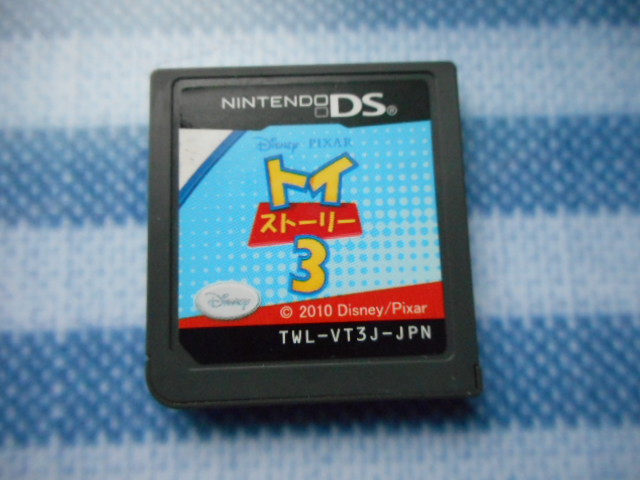 NINTENDO DS®
Disney PIXAR
トイ
ストーリー
3
Disney
© 2010 Disney/Pixar
TWL-VT3J-JPN